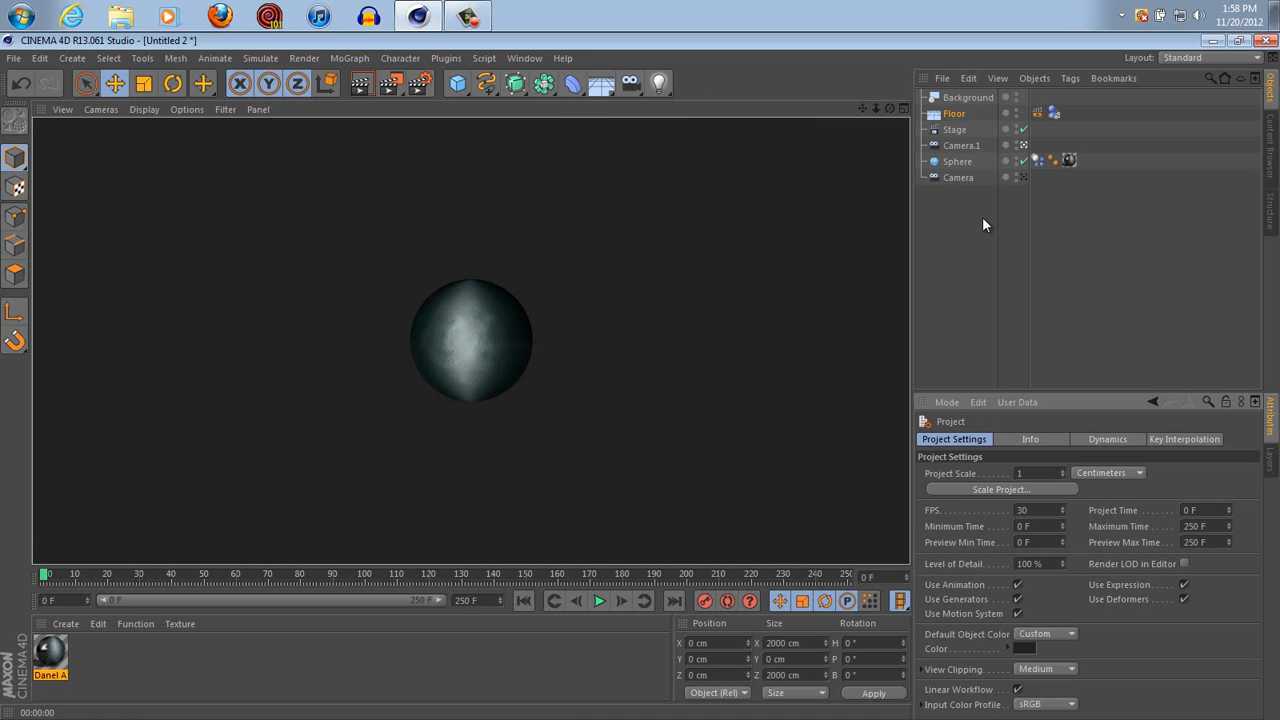 1:58 PM
11/20/2012
CINEMA 4D R13.061 Studio - [Untitled 2 *]
File Edit Create Select Tools Mesh Animate Simulate Render MoGraph Character Plugins Script Window Help
Layout: Standard
X Y Z
File Edit View Objects Tags Bookmarks
View Cameras Display Options Filter Panel
Background
Floor
Stage
Camera.1
Sphere
Camera
Objects
Content Browser
Structure
Mode Edit User Data
Project
Project Settings Info Dynamics Key Interpolation
Project Settings
Project Scale 1 Centimeters
Scale Project...
FPS 30 Project Time 0 F
Minimum Time 0 F Maximum Time 250 F
Preview Min Time 0 F Preview Max Time 250 F
Level of Detail 100 % Render LOD in Editor
Use Animation Use Expression
Use Generators Use Deformers
Use Motion System
Default Object Color Custom
Color
View Clipping Medium
Linear Workflow
Input Color Profile sRGB
Attributes
Layers
0 10 20 30 40 50 60 70 80 90 100 110 120 130 140 150 160 170 180 190 200 210 220 230 240 250 0 F
0 F 0 F 250 F 250 F
Create Edit Function Texture
Danel A
Position Size Rotation
X 0 cm X 2000 cm H 0 °
Y 0 cm Y 0 cm P 0 °
Z 0 cm Z 2000 cm B 0 °
Object (Rel) Size Apply
MAXON
CINEMA 4D
00:00:00